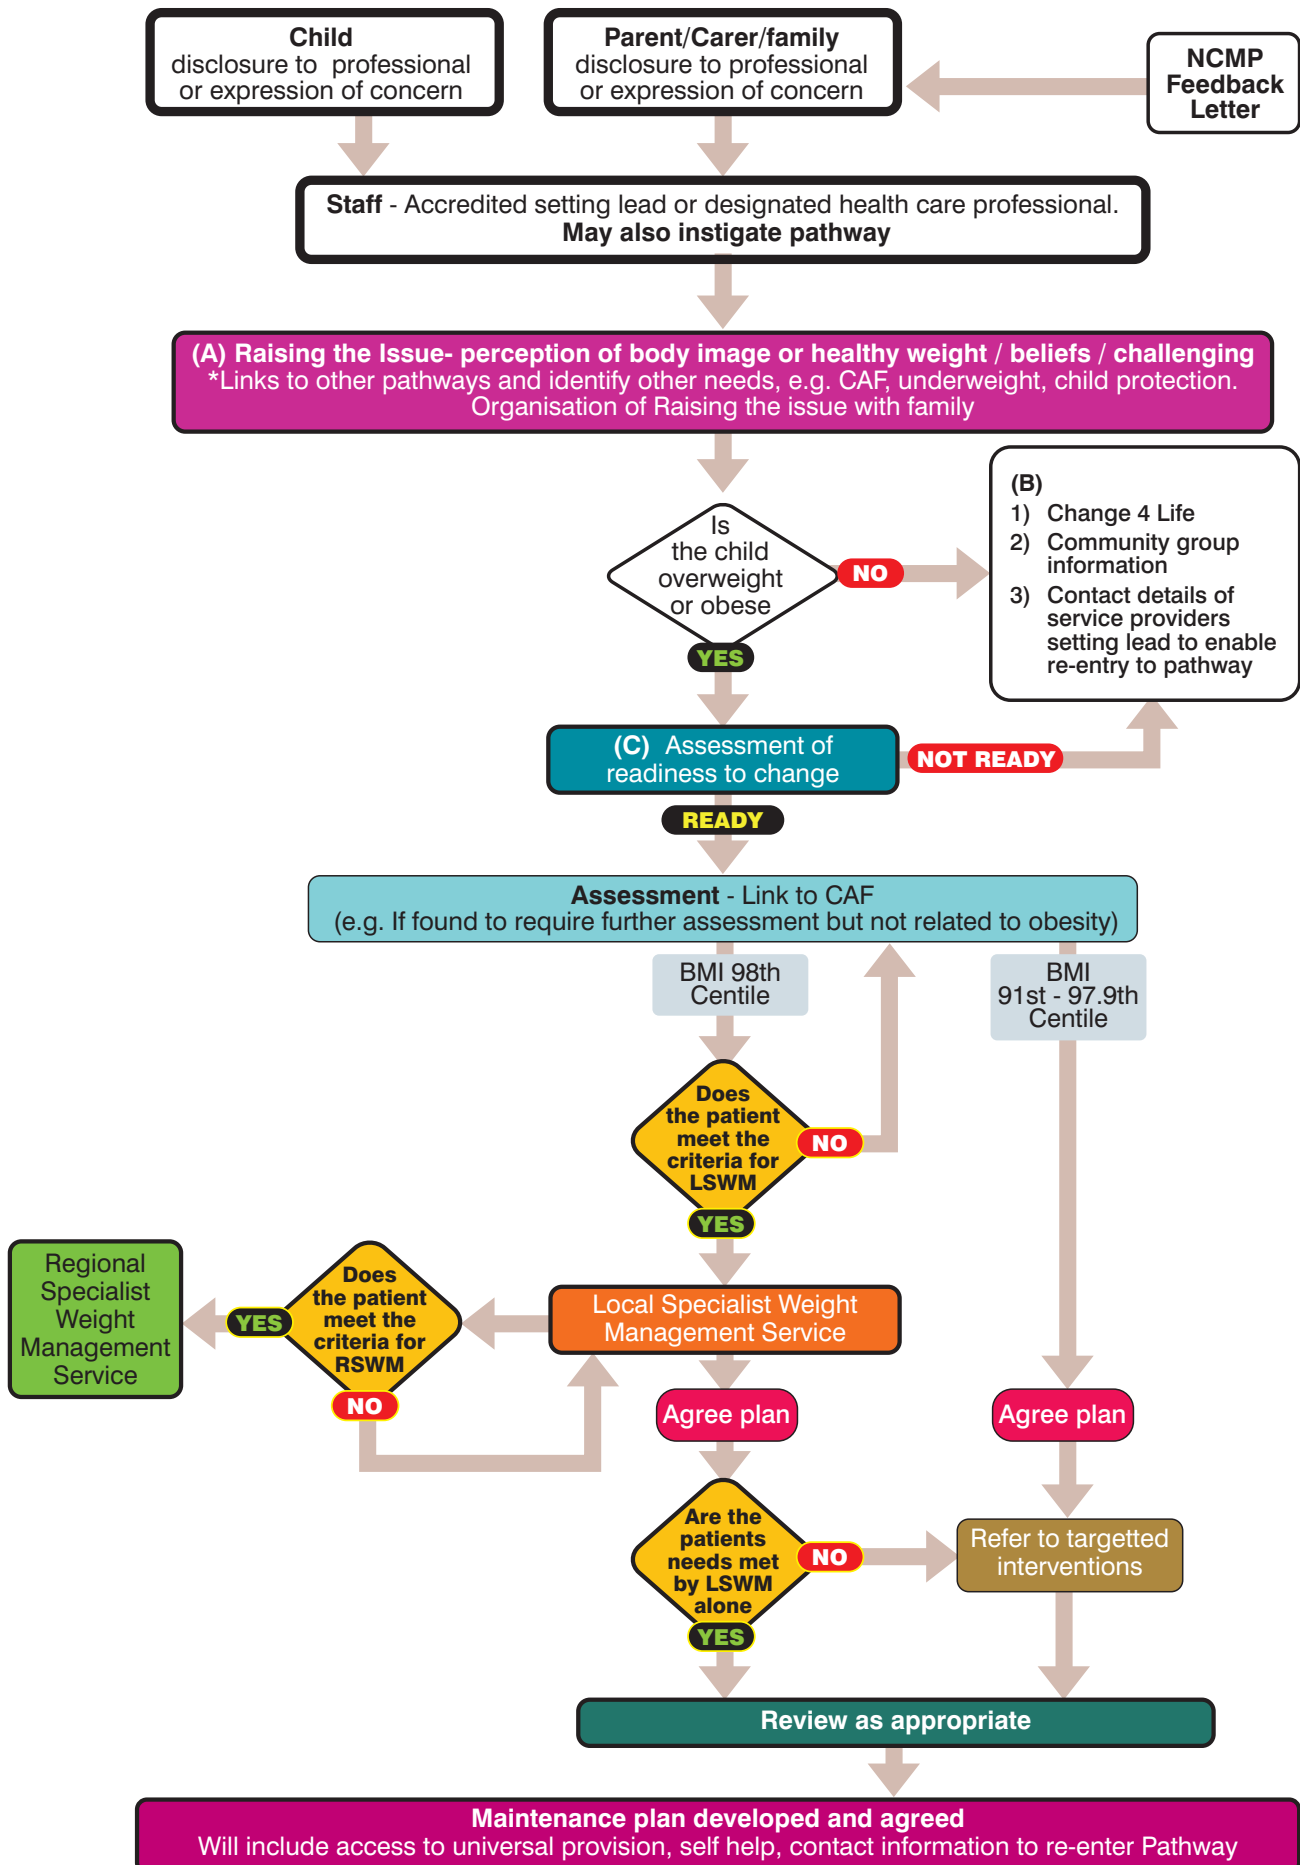 Child
disclosure to professional
or expression of concern
Parent/Carer/family
disclosure to professional
or expression of concern
NCMP
Feedback
Letter
Staff - Accredited setting lead or designated health care professional.
May also instigate pathway
(A) Raising the Issue- perception of body image or healthy weight / beliefs / challenging
*Links to other pathways and identify other needs, e.g. CAF, underweight, child protection.
Organisation of Raising the issue with family
Is
the child
overweight
or obese
NO
YES
(B)
1) Change 4 Life
2) Community group
information
3) Contact details of
service providers
setting lead to enable
re-entry to pathway
(C) Assessment of
readiness to change
NOT READY
READY
Assessment - Link to CAF
(e.g. If found to require further assessment but not related to obesity)
BMI 98th
Centile
BMI
91st - 97.9th
Centile
Does
the patient
meet the
criteria for
LSWM
NO
YES
Regional
Specialist
Weight
Management
Service
YES
Does
the patient
meet the
criteria for
RSWM
NO
Local Specialist Weight
Management Service
Agree plan
Agree plan
Are the
patients
needs met
by LSWM
alone
NO
YES
Refer to targetted
interventions
Review as appropriate
Maintenance plan developed and agreed
Will include access to universal provision, self help, contact information to re-enter Pathway